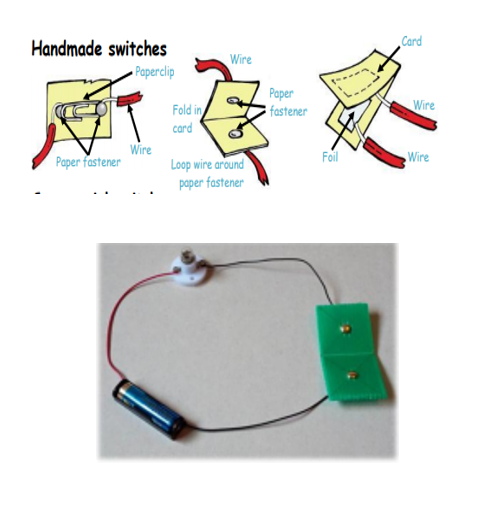 Handmade switches
Paperclip
Paper fastener
Wire
Wire
Fold in
card
Paper
fastener
Loop wire around
paper fastener
Card
Wire
Foil
Wire